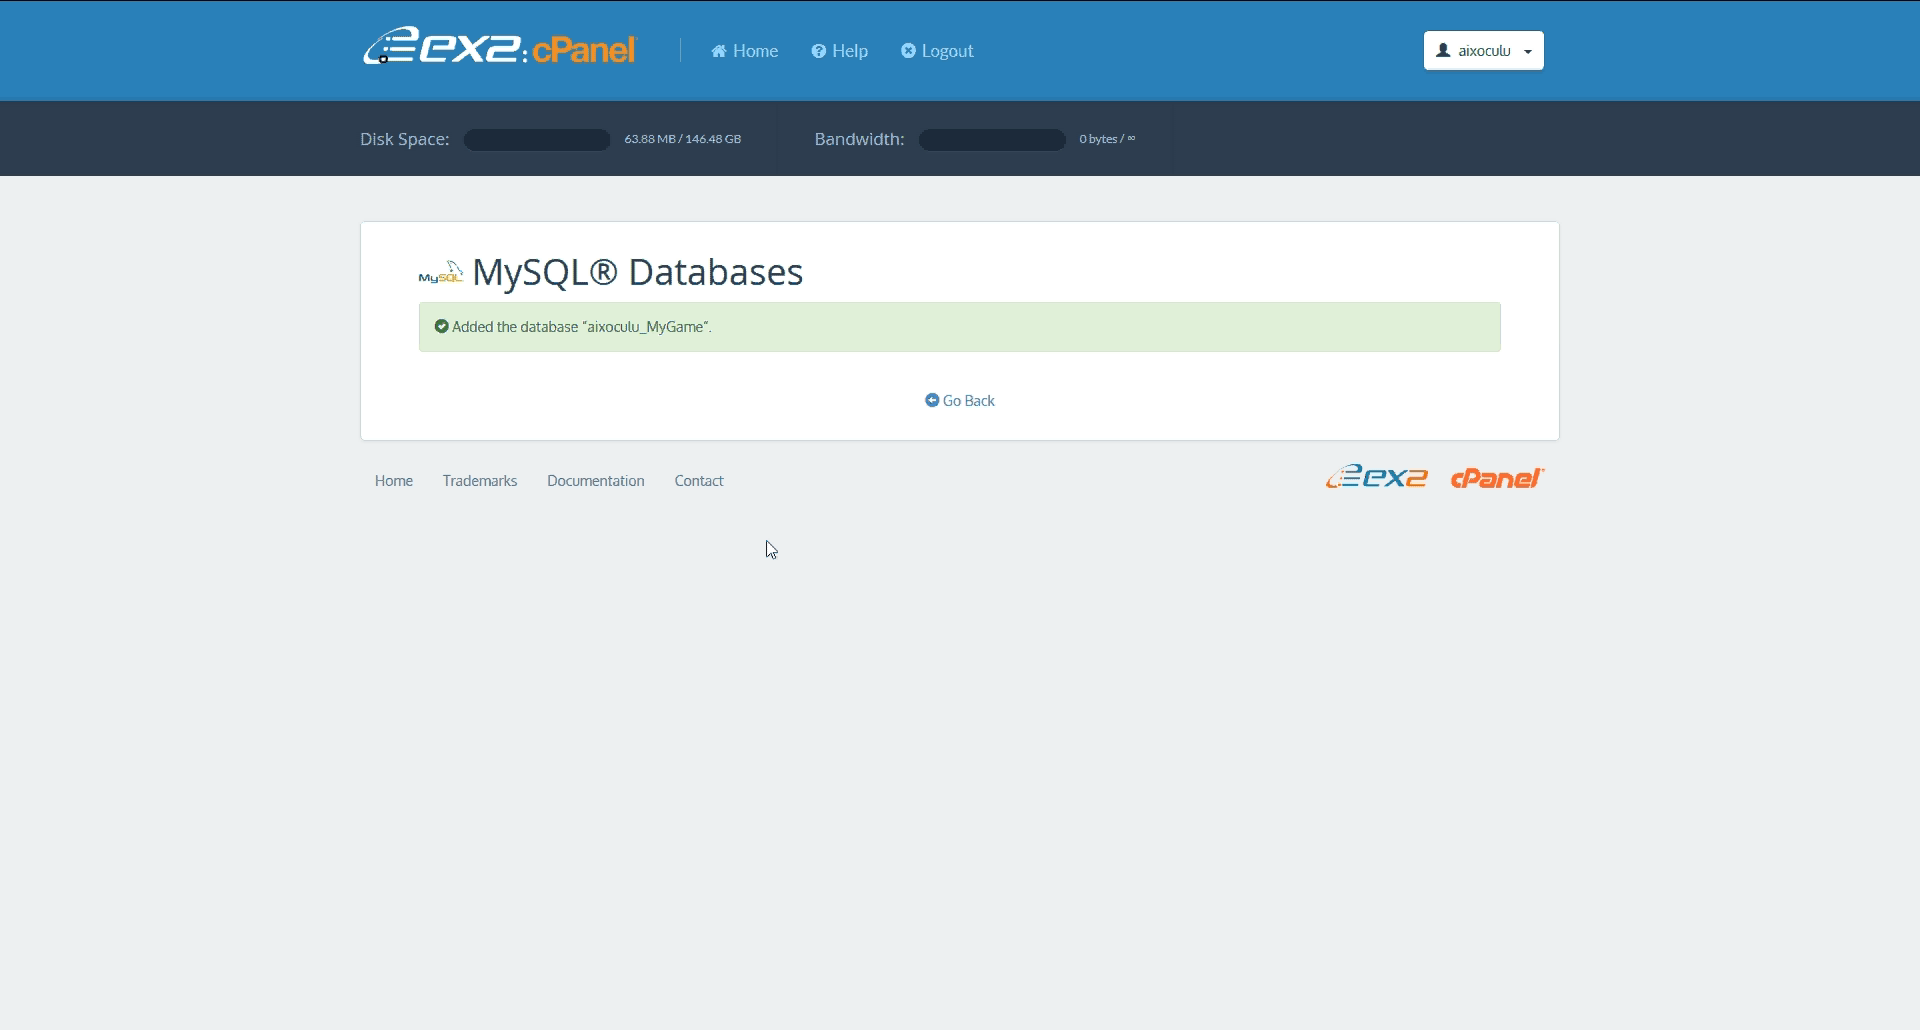 ex2: cPanel
Home
Help
Logout
aixoculu
Disk Space:
63.88 MB / 146.48 GB
Bandwidth:
0 bytes / ∞
MySQL
MySQL® Databases
Added the database “aixoculu_MyGame”.
Go Back
Home
Trademarks
Documentation
Contact
ex2
cPanel